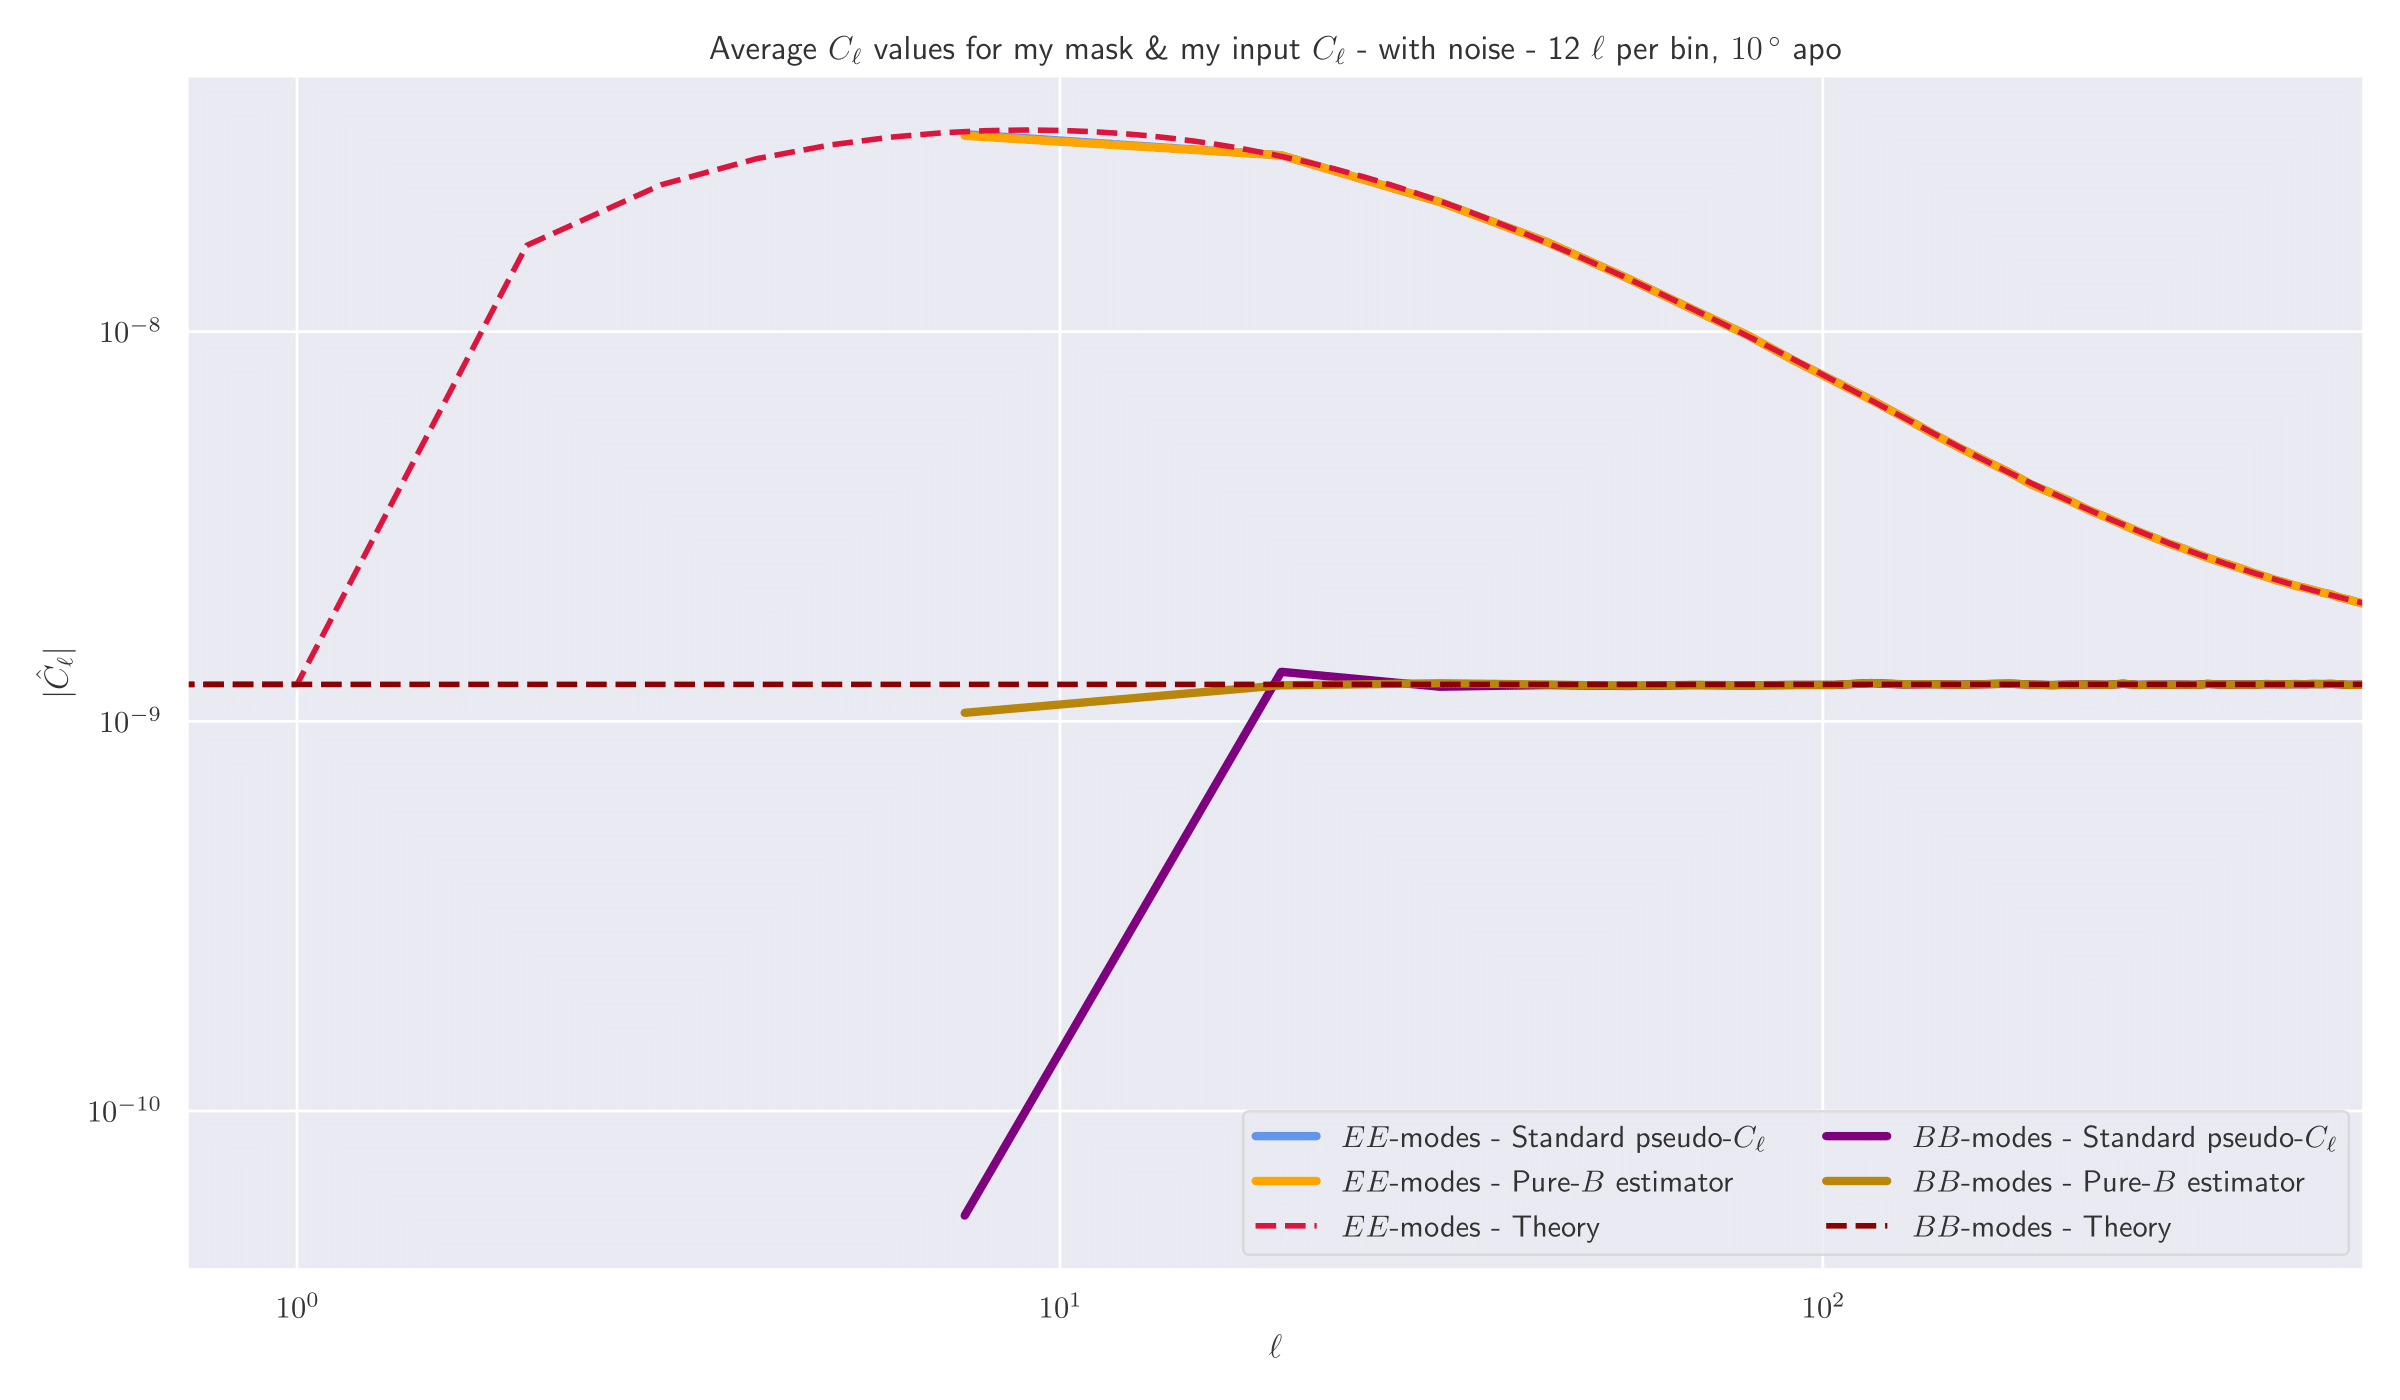 Average $C_\ell$ values for my mask & my input $C_\ell$ - with noise - 12 $\ell$ per bin, $10^\circ$ apo
$|\hat{C}_\ell|$
$10^{-8}$
$10^{-9}$
$10^{-10}$
$EE$-modes - Standard pseudo-$C_\ell$
$EE$-modes - Pure-$B$ estimator
$EE$-modes - Theory
$BB$-modes - Standard pseudo-$C_\ell$
$BB$-modes - Pure-$B$ estimator
$BB$-modes - Theory
$10^0$
$10^1$
$10^2$
$\ell$